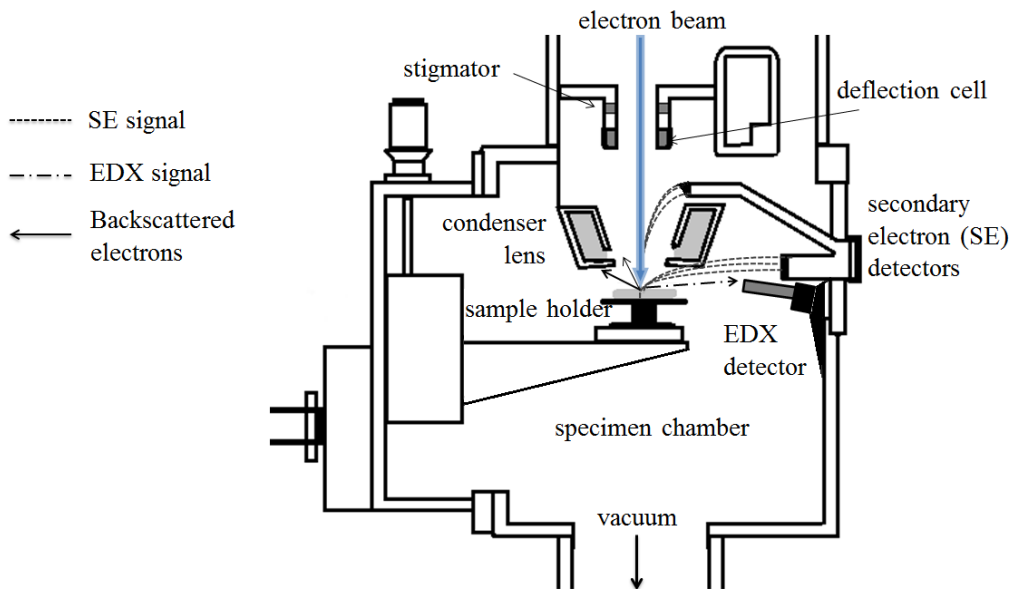 electron beam
stigmator
deflection cell
SE signal
EDX signal
Backscattered
electrons
condenser
lens
secondary
electron (SE)
detectors
sample holder
EDX
detector
specimen chamber
vacuum